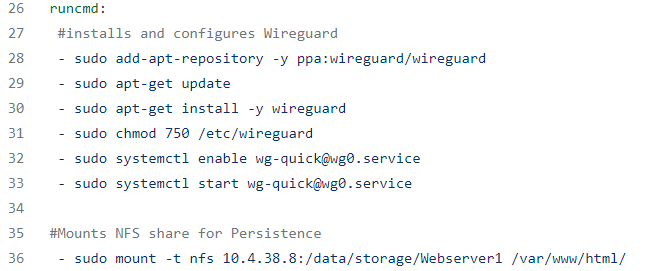 26 runcmd:
27 #installs and configures Wireguard
28 - sudo add-apt-repository -y ppa:wireguard/wireguard
29 - sudo apt-get update
30 - sudo apt-get install -y wireguard
31 - sudo chmod 750 /etc/wireguard
32 - sudo systemctl enable wg-quick@wg0.service
33 - sudo systemctl start wg-quick@wg0.service
34
35 #Mounts NFS share for Persistence
36 - sudo mount -t nfs 10.4.38.8:/data/storage/Webserver1 /var/www/html/